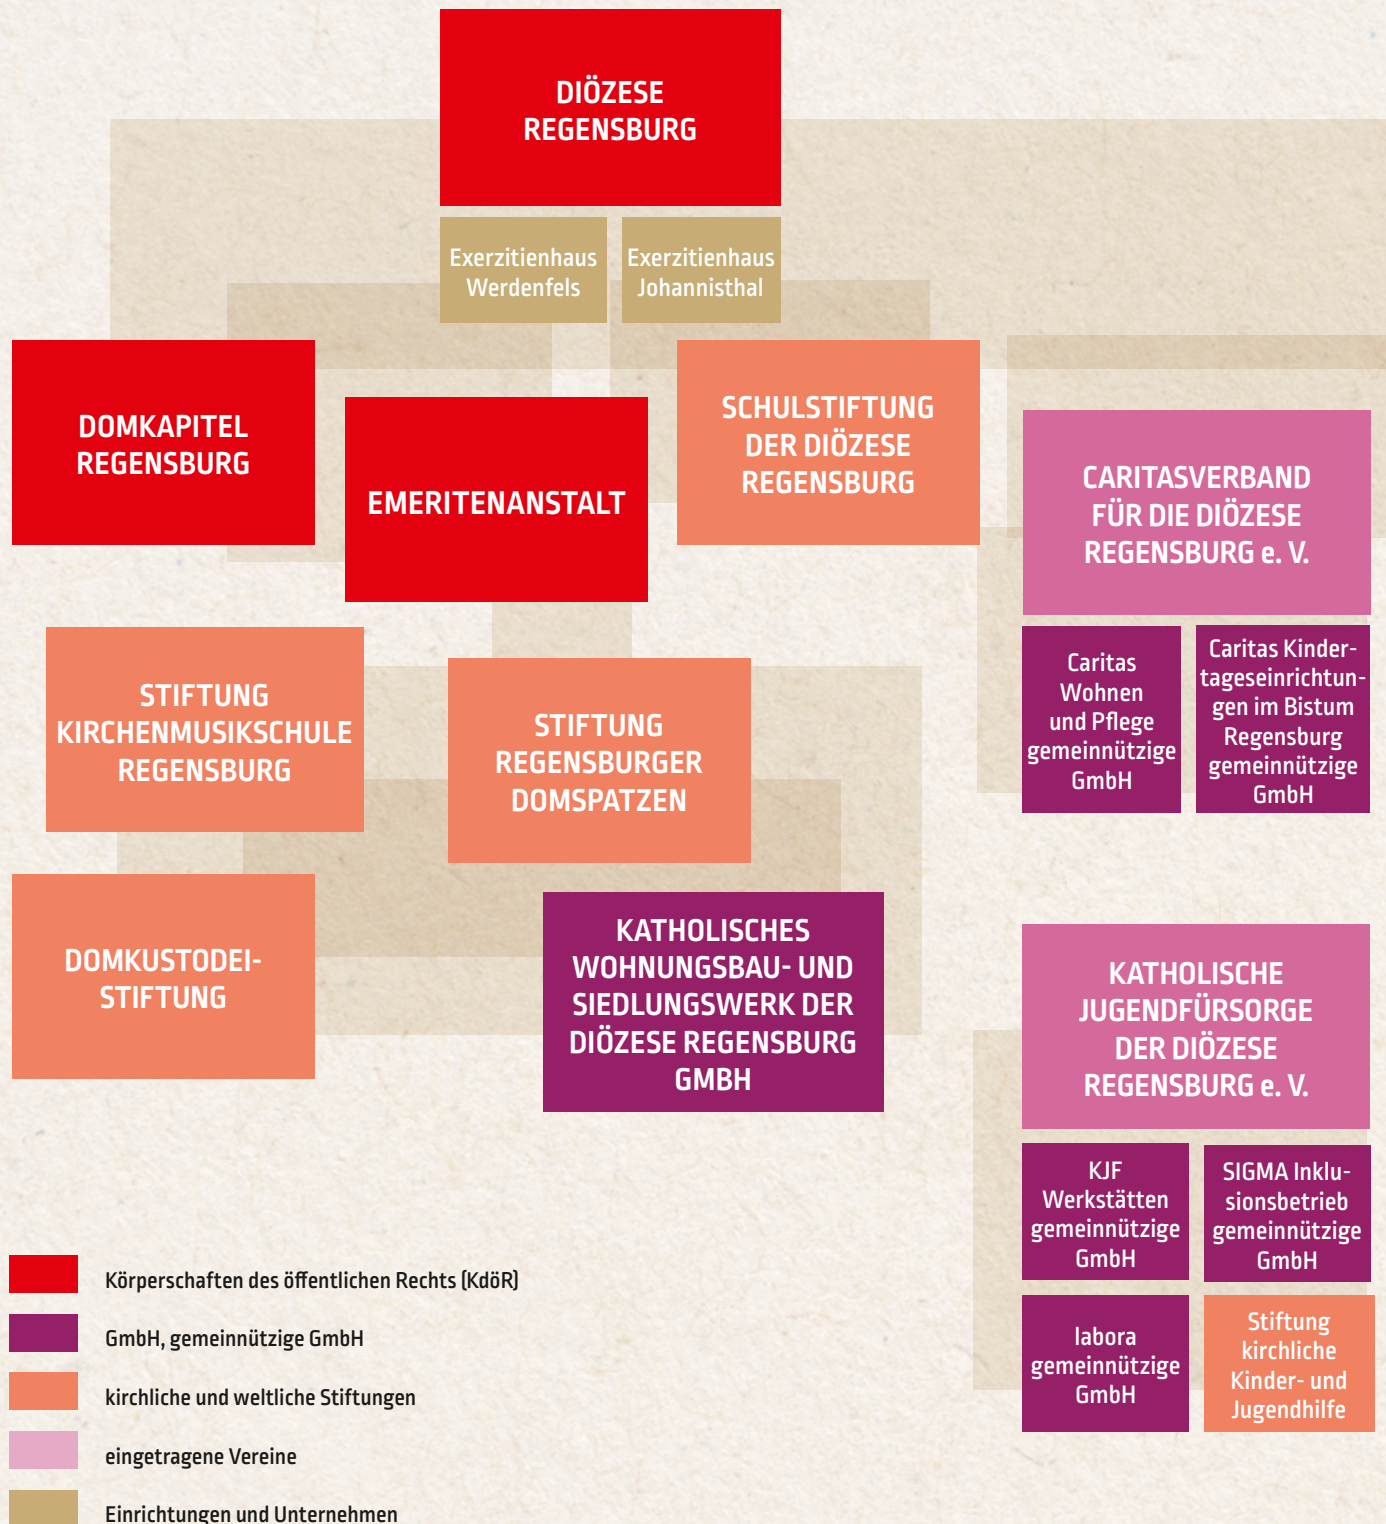 DIÖZESE
REGENSBURG
Exerzitienhaus
Werdenfels
Exerzitienhaus
Johannisthal
DOMKAPITEL
REGENSBURG
EMERITENANSTALT
SCHULSTIFTUNG
DER DIÖZESE
REGENSBURG
CARITASVERBAND
FÜR DIE DIÖZESE
REGENSBURG e. V.
Caritas
Wohnen
und Pflege
gemeinnützige
GmbH
Caritas Kinder-
tageseinrichtun-
gen im Bistum
Regensburg
gemeinnützige
GmbH
STIFTUNG
KIRCHENMUSIKSCHULE
REGENSBURG
STIFTUNG
REGENSBURGER
DOMSPATZEN
DOMKUSTODEI-
STIFTUNG
KATHOLISCHES
WOHNUNGSBAU- UND
SIEDLUNGSWERK DER
DIÖZESE REGENSBURG
GMBH
KATHOLISCHE
JUGENDFÜRSORGE
DER DIÖZESE
REGENSBURG e. V.
KJF
Werkstätten
gemeinnützige
GmbH
SIGMA Inklu-
sionsbetrieb
gemeinnützige
GmbH
labora
gemeinnützige
GmbH
Stiftung
kirchliche
Kinder- und
Jugendhilfe
Körperschaften des öffentlichen Rechts (KdöR)
GmbH, gemeinnützige GmbH
kirchliche und weltliche Stiftungen
eingetragene Vereine
Einrichtungen und Unternehmen